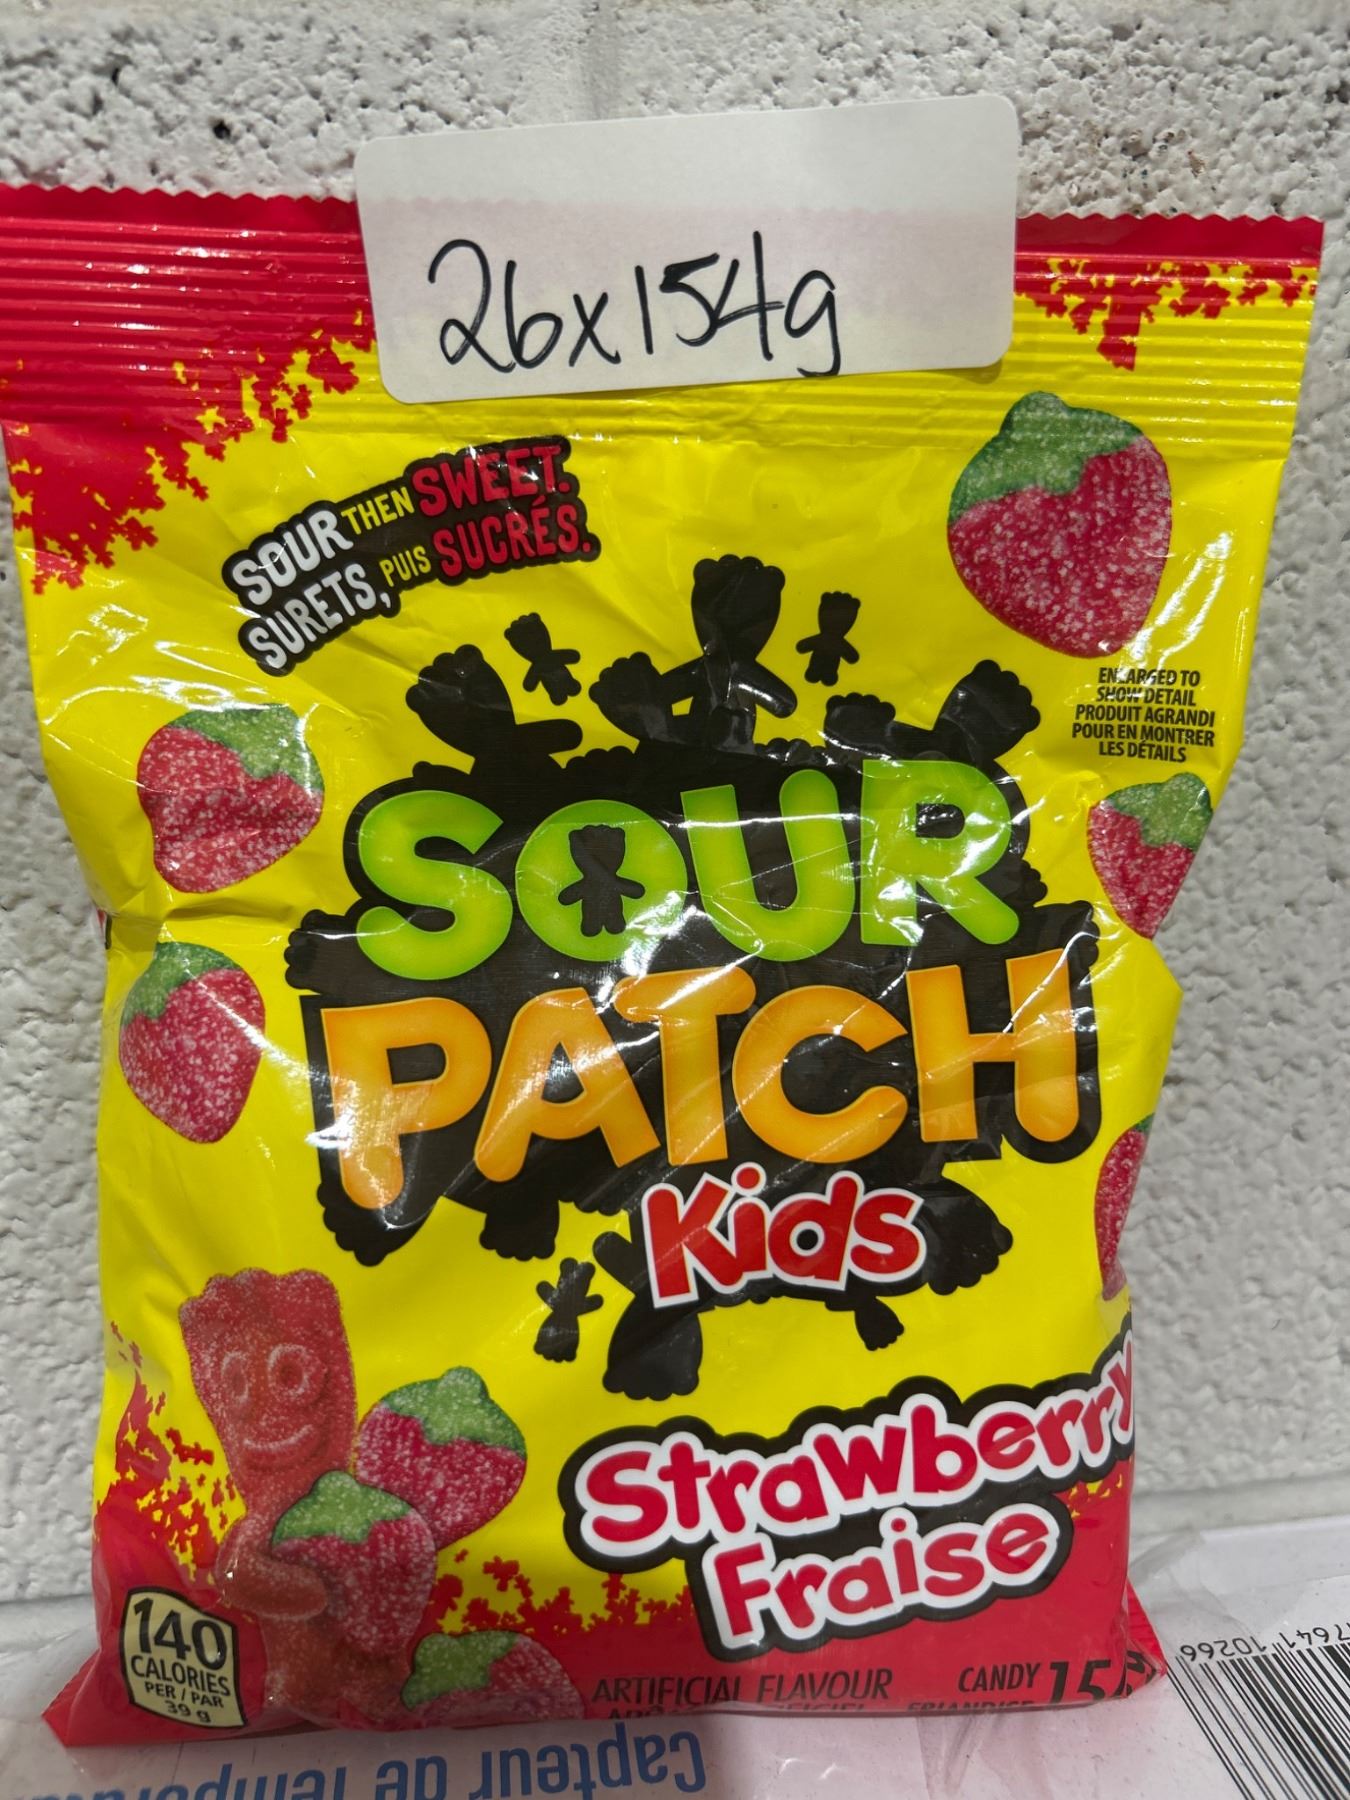 26x154g
SOUR THEN SWEET.
SURETS, PUIS SUCRÉS.
ENLARGED TO
SHOW DETAIL
PRODUIT AGRANDI
POUR EN MONTRER
LES DÉTAILS
SOUR
PATCH
Kids
Strawberry
Fraise
140
CALORIES
PER / PAR
39 g
ARTIFICIAL FLAVOUR
CANDY
Capteur de
10266